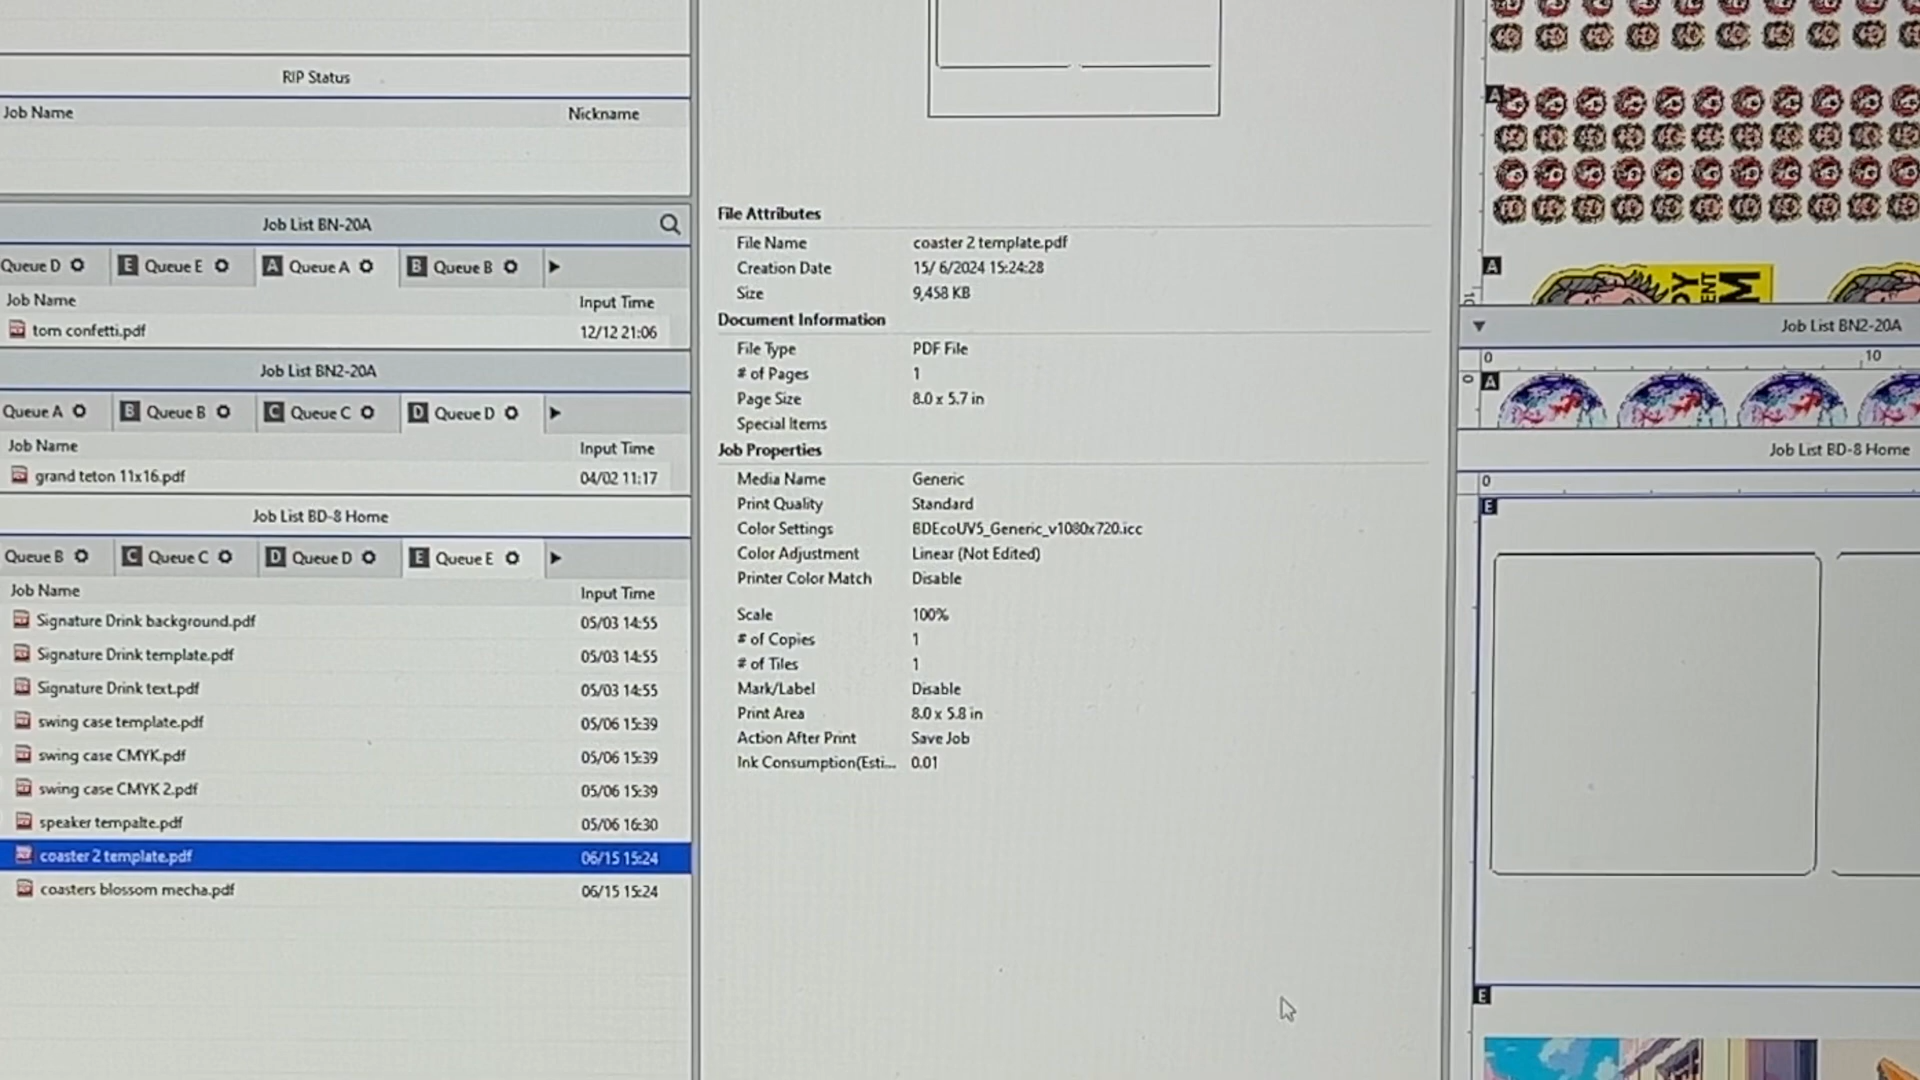 RIP Status
Job Name Nickname
Job List BN-20A
Queue D E Queue E A Queue A B Queue B
Job Name Input Time
tom confetti.pdf 12/12 21:06
Job List BN2-20A
Queue A B Queue B C Queue C D Queue D
Job Name Input Time
grand teton 11x16.pdf 04/02 11:17
Job List BD-8 Home
Queue B C Queue C D Queue D E Queue E
Job Name Input Time
Signature Drink background.pdf 05/03 14:55
Signature Drink template.pdf 05/03 14:55
Signature Drink text.pdf 05/03 14:55
swing case template.pdf 05/06 15:39
swing case CMYK.pdf 05/06 15:39
swing case CMYK 2.pdf 05/06 15:39
speaker tempalte.pdf 05/06 16:30
coaster 2 template.pdf 06/15 15:24
coasters blossom mecha.pdf 06/15 15:24
File Attributes
File Name coaster 2 template.pdf
Creation Date 15/ 6/2024 15:24:28
Size 9,458 KB
Document Information
File Type PDF File
# of Pages 1
Page Size 8.0 x 5.7 in
Special Items
Job Properties
Media Name Generic
Print Quality Standard
Color Settings BDEcoUV5_Generic_v1080x720.icc
Color Adjustment Linear (Not Edited)
Printer Color Match Disable
Scale 100%
# of Copies 1
# of Tiles 1
Mark/Label Disable
Print Area 8.0 x 5.8 in
Action After Print Save Job
Ink Consumption(Esti... 0.01
A
A
10
Job List BN2-20A
0 10
0 A
Job List BD-8 Home
0
E
E